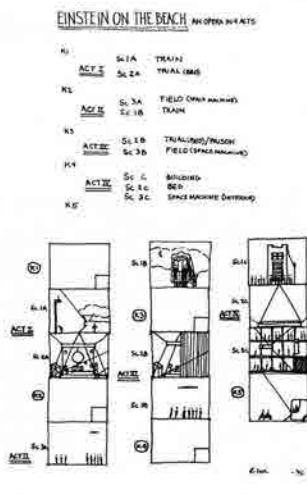 EINSTEIN ON THE BEACH AN OPERA IN 4 ACTS
K1
ACT I Sc 1A TRAIN
Sc 2A TRIAL (BED)
K2
ACT II Sc 3A FIELD (SPACE MACHINE)
Sc 1B TRAIN
K3
ACT III Sc 2B TRIAL (BED)/PRISON
Sc 3B FIELD (SPACE MACHINE)
K4
ACT IV Sc C BUILDING
Sc 2C BED
Sc 3C SPACE MACHINE (INTERIOR)
K5
K1
Sc 1A
ACT I
Sc 2A
K2
Sc 3A
ACT II
Sc 1B
K3
Sc 2B
ACT III
Sc 3B
K4
Sc 1C
Sc 2C
ACT IV
Sc 3C
K5